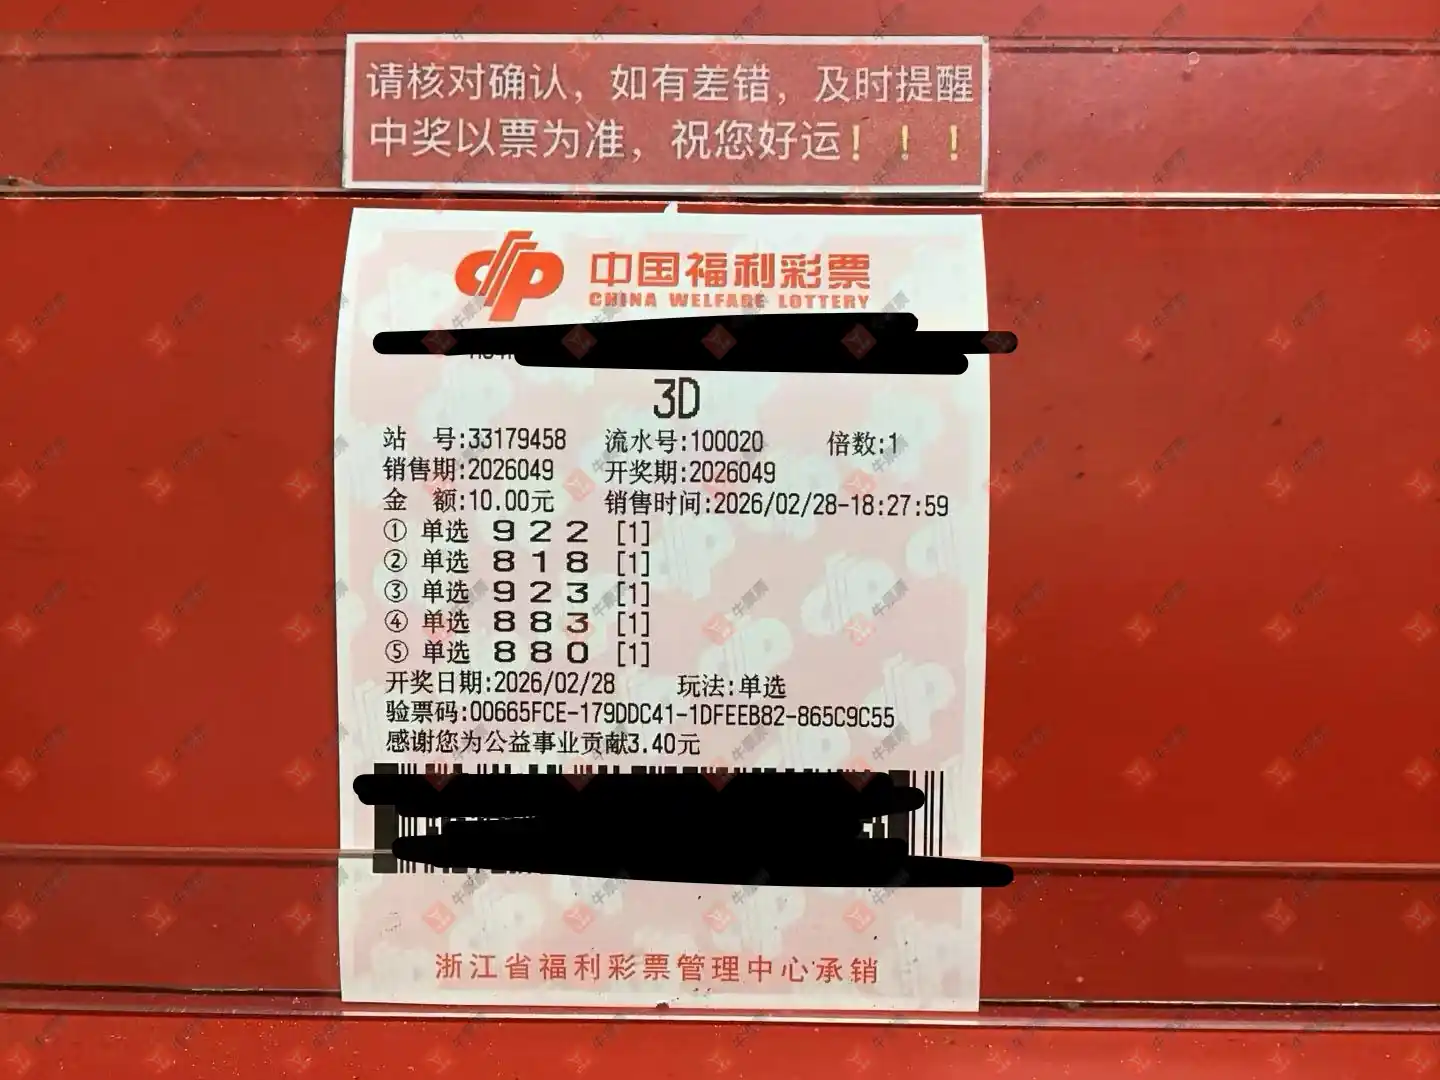 请核对确认，如有差错，及时提醒
中奖以票为准，祝您好运！！！
中国福利彩票
CHINA WELFARE LOTTERY
3D
站 号:33179458 流水号:100020 倍数:1
销售期:2026049 开奖期:2026049
金 额:10.00元 销售时间:2026/02/28-18:27:59
① 单选 9 2 2 [1]
② 单选 8 1 8 [1]
③ 单选 9 2 3 [1]
④ 单选 8 8 3 [1]
⑤ 单选 8 8 0 [1]
开奖日期:2026/02/28 玩法:单选
验票码:00665FCE-179DDC41-1DFEEB82-865C9C55
感谢您为公益事业贡献3.40元
浙江省福利彩票管理中心承销